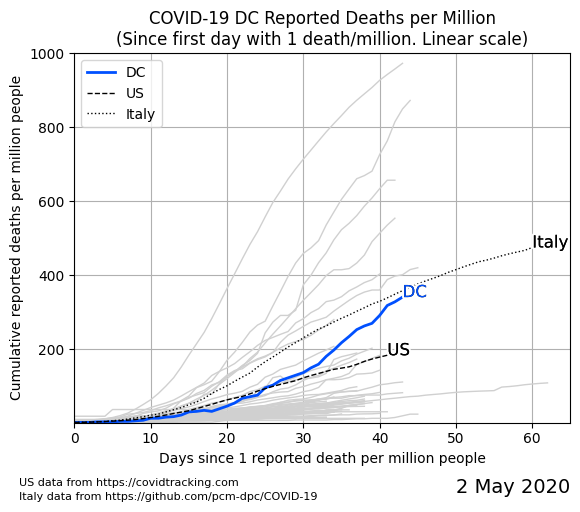 COVID-19 DC Reported Deaths per Million
(Since first day with 1 death/million. Linear scale)
Cumulative reported deaths per million people
1000
800
600
400
200
DC
US
Italy
Italy
DC
US
0
10
20
30
40
50
60
Days since 1 reported death per million people
US data from https://covidtracking.com
Italy data from https://github.com/pcm-dpc/COVID-19
2 May 2020